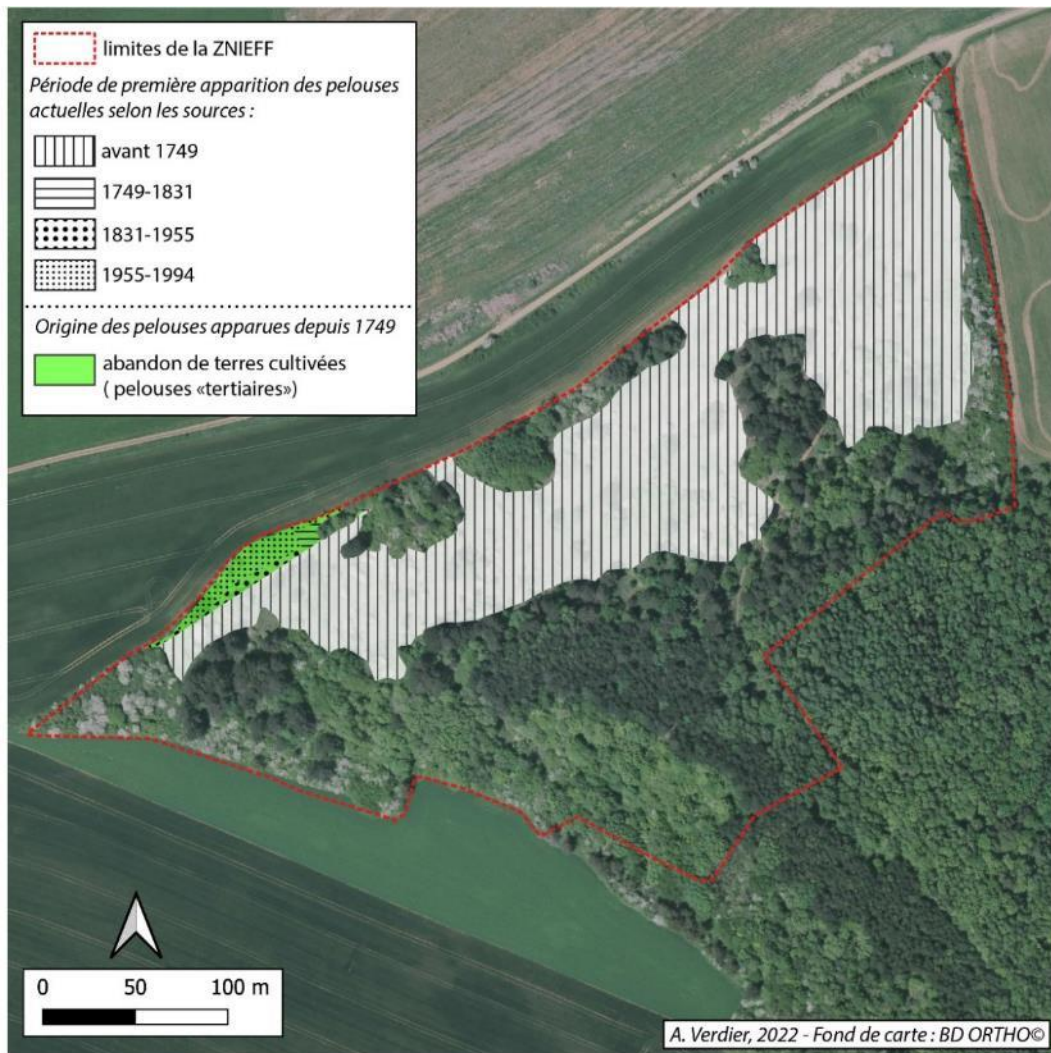 limites de la ZNIEFF
Période de première apparition des pelouses
actuelles selon les sources :
avant 1749
1749-1831
1831-1955
1955-1994
Origine des pelouses apparues depuis 1749
abandon de terres cultivées
( pelouses «tertiaires»)
0 50 100 m
A. Verdier, 2022 - Fond de carte : BD ORTHO©